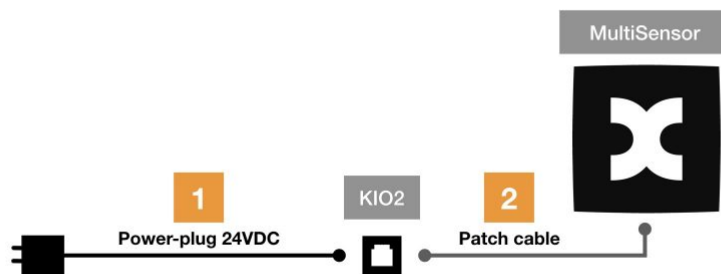 MultiSensor
1
KIO2
2
Power-plug 24VDC
Patch cable